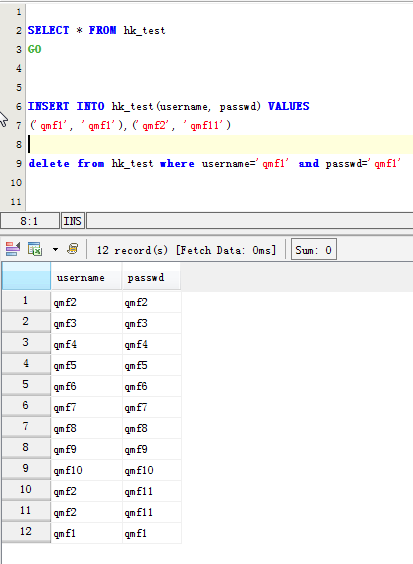 1
2 SELECT * FROM hk_test
3 GO
4
5
6 INSERT INTO hk_test(username, passwd) VALUES
7 ('qmf1', 'qmf1'),('qmf2', 'qmf11')
8
9 delete from hk_test where username='qmf1' and passwd='qmf1'
10
11
8:1 INS
12 record(s) [Fetch Data: 0ms] Sum: 0
username passwd
1 qmf2 qmf2
2 qmf3 qmf3
3 qmf4 qmf4
4 qmf5 qmf5
5 qmf6 qmf6
6 qmf7 qmf7
7 qmf8 qmf8
8 qmf9 qmf9
9 qmf10 qmf10
10 qmf2 qmf11
11 qmf2 qmf11
12 qmf1 qmf1